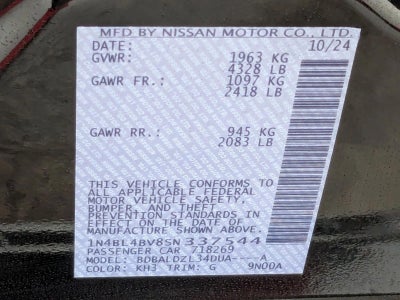 MFD BY NISSAN MOTOR CO., LTD.
DATE: 10/24
GVWR: 1963 KG
4328 LB
GAWR FR.: 1097 KG
2418 LB
GAWR RR.: 945 KG
2083 LB
THIS VEHICLE CONFORMS TO
ALL APPLICABLE FEDERAL
MOTOR VEHICLE SAFETY,
BUMPER, AND THEFT
PREVENTION STANDARDS IN
EFFECT ON THE DATE OF
MANUFACTURE SHOWN ABOVE.
1N4BL4BV8SN337544
PASSENGER CAR 718269
MODEL: BDBALDZL34DUA----A
COLOR: KH3 TRIM: G 9N00A